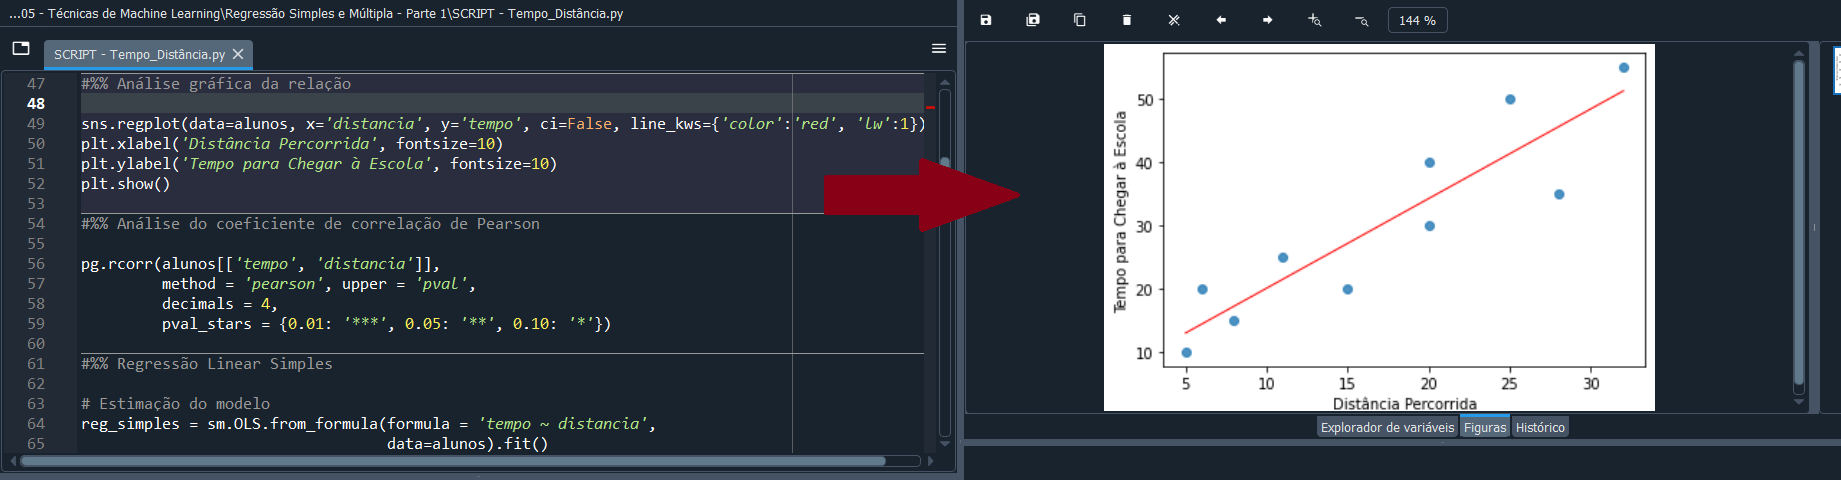 ...05 - Técnicas de Machine Learning\Regressão Simples e Múltipla - Parte 1\SCRIPT - Tempo_Distância.py
SCRIPT - Tempo_Distância.py
47 #%% Análise gráfica da relação
48
49 sns.regplot(data=alunos, x='distancia', y='tempo', ci=False, line_kws={'color':'red', 'lw':1})
50 plt.xlabel('Distância Percorrida', fontsize=10)
51 plt.ylabel('Tempo para Chegar à Escola', fontsize=10)
52 plt.show()
53
54 #%% Análise do coeficiente de correlação de Pearson
55
56 pg.rcorr(alunos[['tempo', 'distancia']],
57 method = 'pearson', upper = 'pval',
58 decimals = 4,
59 pval_stars = {0.01: '***', 0.05: '**', 0.10: '*'})
60
61 #%% Regressão Linear Simples
62
63 # Estimação do modelo
64 reg_simples = sm.OLS.from_formula(formula = 'tempo ~ distancia',
65 data=alunos).fit()
144 %
Tempo para Chegar à Escola
50
40
30
20
10
5 10 15 20 25 30
Distância Percorrida
Explorador de variáveis Figuras Histórico